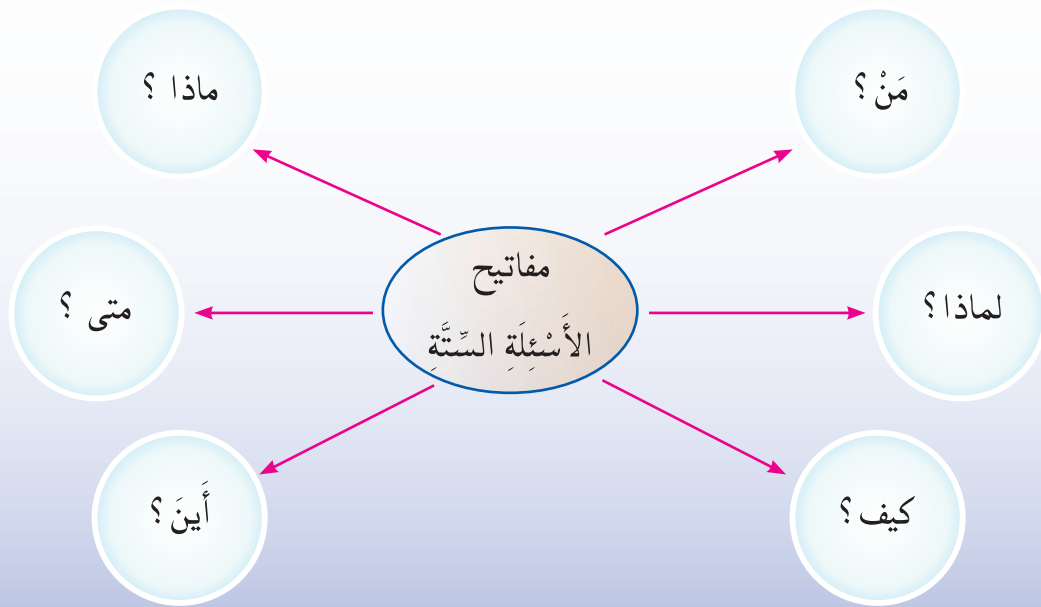 مَنْ ؟
ماذا ؟
مفاتيح
الأَسْئِلَةِ السِّتَّةِ
لماذا ؟
متى ؟
كيف ؟
أَينَ ؟